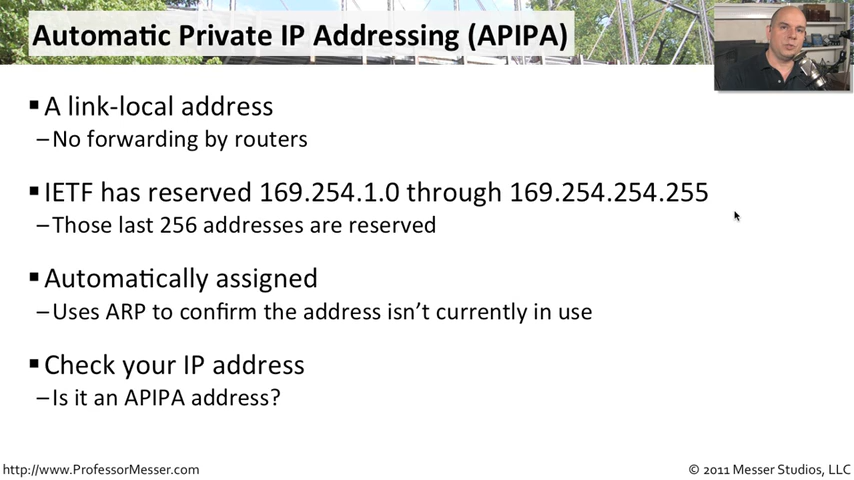 Automatic Private IP Addressing (APIPA)
▪ A link-local address
– No forwarding by routers
▪ IETF has reserved 169.254.1.0 through 169.254.254.255
– Those last 256 addresses are reserved
▪ Automatically assigned
– Uses ARP to confirm the address isn't currently in use
▪ Check your IP address
– Is it an APIPA address?
http://www.ProfessorMesser.com
© 2011 Messer Studios, LLC